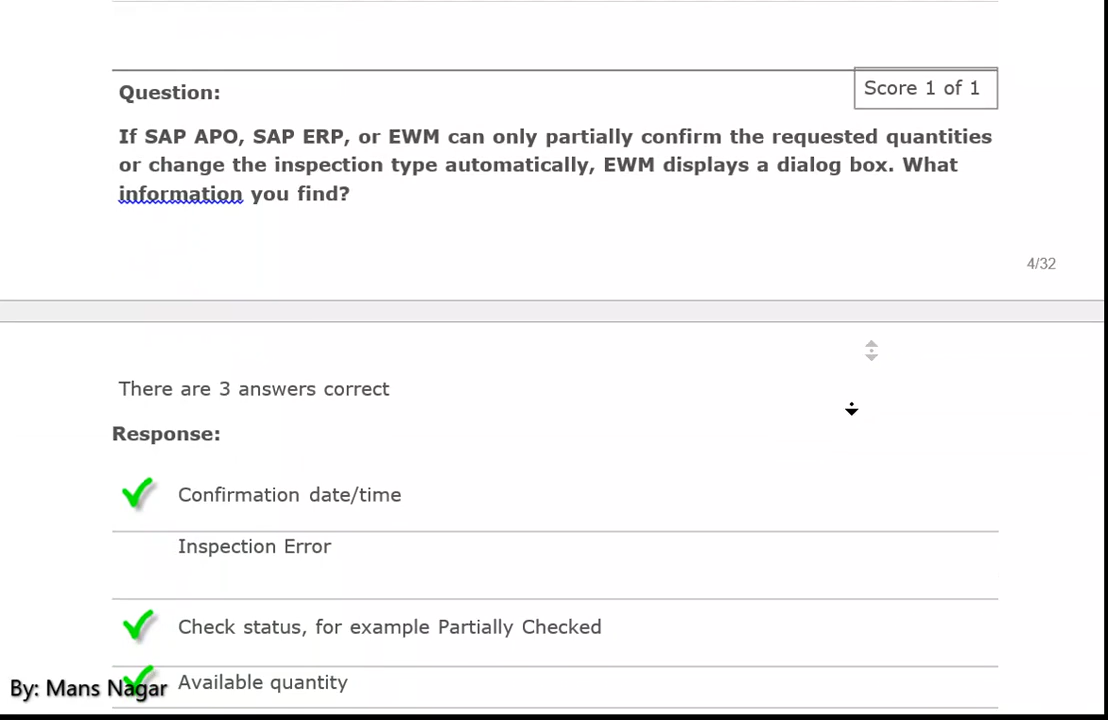 Score 1 of 1
Question:
If SAP APO, SAP ERP, or EWM can only partially confirm the requested quantities
or change the inspection type automatically, EWM displays a dialog box. What
information you find?
4/32
There are 3 answers correct
Response:
Confirmation date/time
Inspection Error
Check status, for example Partially Checked
Available quantity
By: Mans Nagar